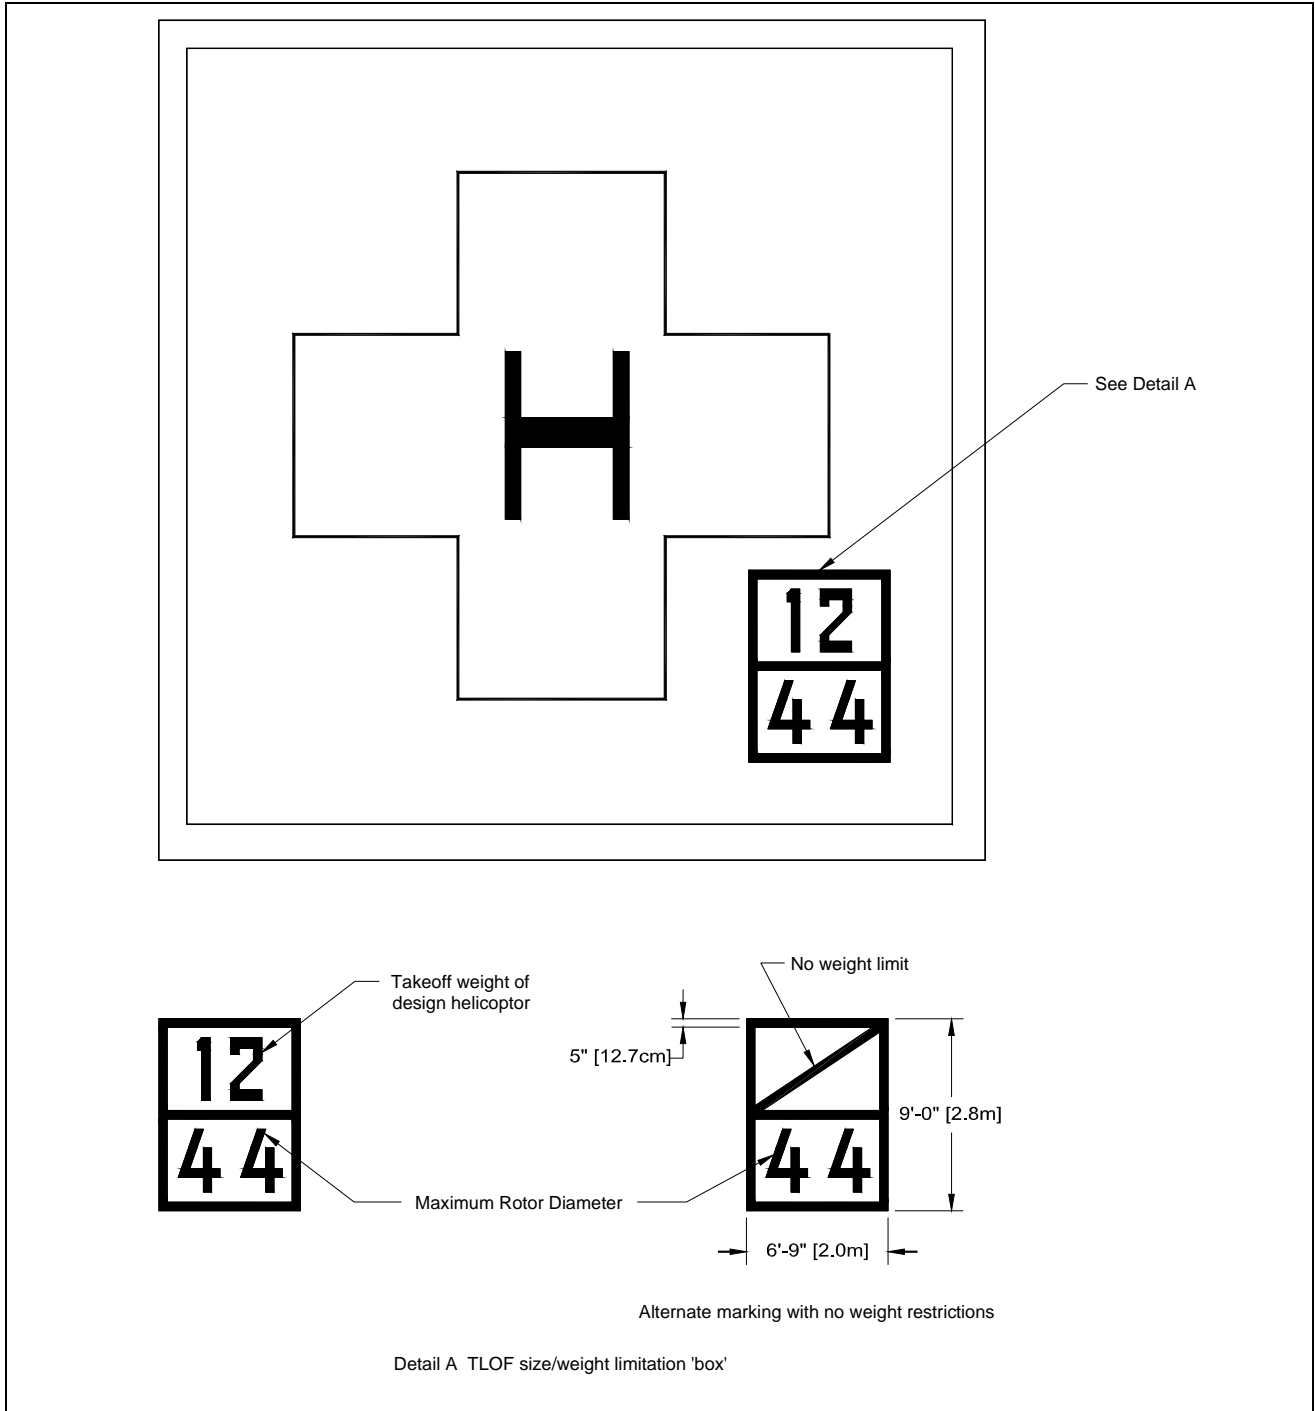 H
See Detail A
12
44
Takeoff weight of
design helicoptor
No weight limit
12
5" [12.7cm]
9'-0" [2.8m]
44
44
Maximum Rotor Diameter
6'-9" [2.0m]
Alternate marking with no weight restrictions
Detail A  TLOF size/weight limitation 'box'